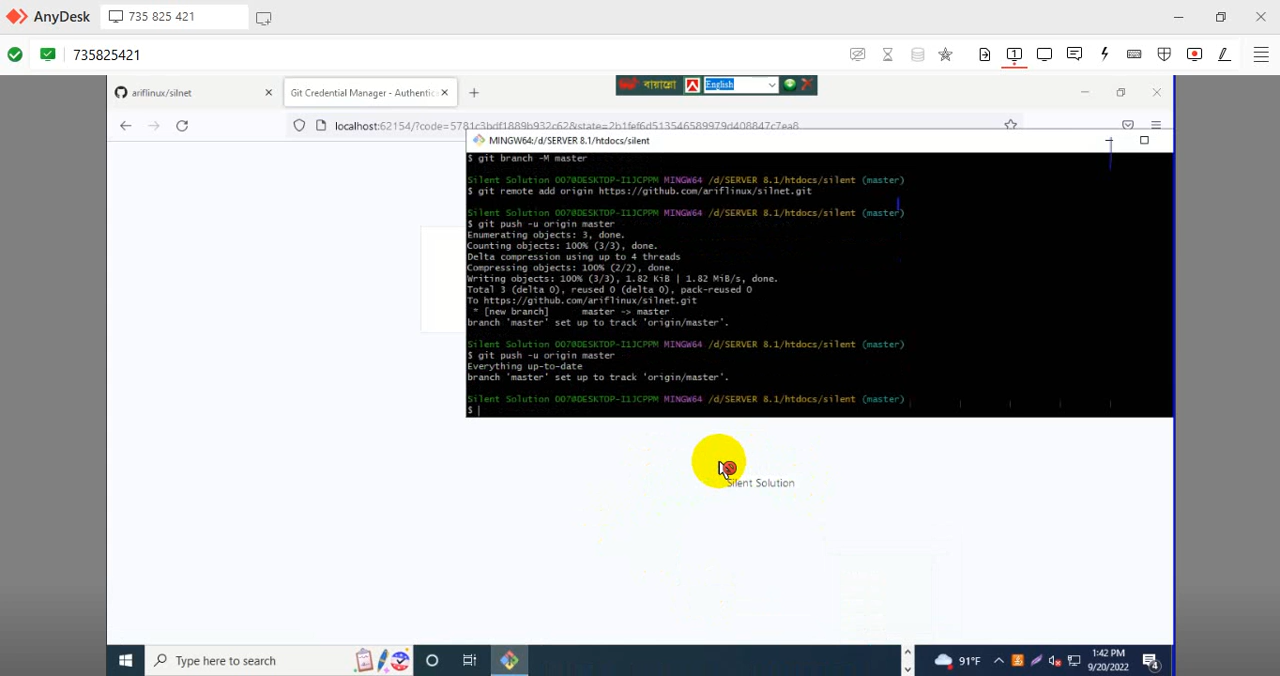 AnyDesk
735 825 421
735825421
ariflinux/silnet
Git Credential Manager - Authentic
বায়ান্নো
English
localhost:62154/?code=5781c3bdf1889b932c62&state=2b1fef6d513546589979d408847c7ea8
MINGW64:/d/SERVER 8.1/htdocs/silent
$ git branch -M master
Silent Solution 007@DESKTOP-I1JCPPM MINGW64 /d/SERVER 8.1/htdocs/silent (master)
$ git remote add origin https://github.com/ariflinux/silnet.git
Silent Solution 007@DESKTOP-I1JCPPM MINGW64 /d/SERVER 8.1/htdocs/silent (master)
$ git push -u origin master
Enumerating objects: 3, done.
Counting objects: 100% (3/3), done.
Delta compression using up to 4 threads
Compressing objects: 100% (2/2), done.
Writing objects: 100% (3/3), 1.82 KiB | 1.82 MiB/s, done.
Total 3 (delta 0), reused 0 (delta 0), pack-reused 0
To https://github.com/ariflinux/silnet.git
* [new branch] master -> master
branch 'master' set up to track 'origin/master'.
Silent Solution 007@DESKTOP-I1JCPPM MINGW64 /d/SERVER 8.1/htdocs/silent (master)
$ git push -u origin master
Everything up-to-date
branch 'master' set up to track 'origin/master'.
Silent Solution 007@DESKTOP-I1JCPPM MINGW64 /d/SERVER 8.1/htdocs/silent (master)
$
Silent Solution
Type here to search
91°F
1:42 PM
9/20/2022
4